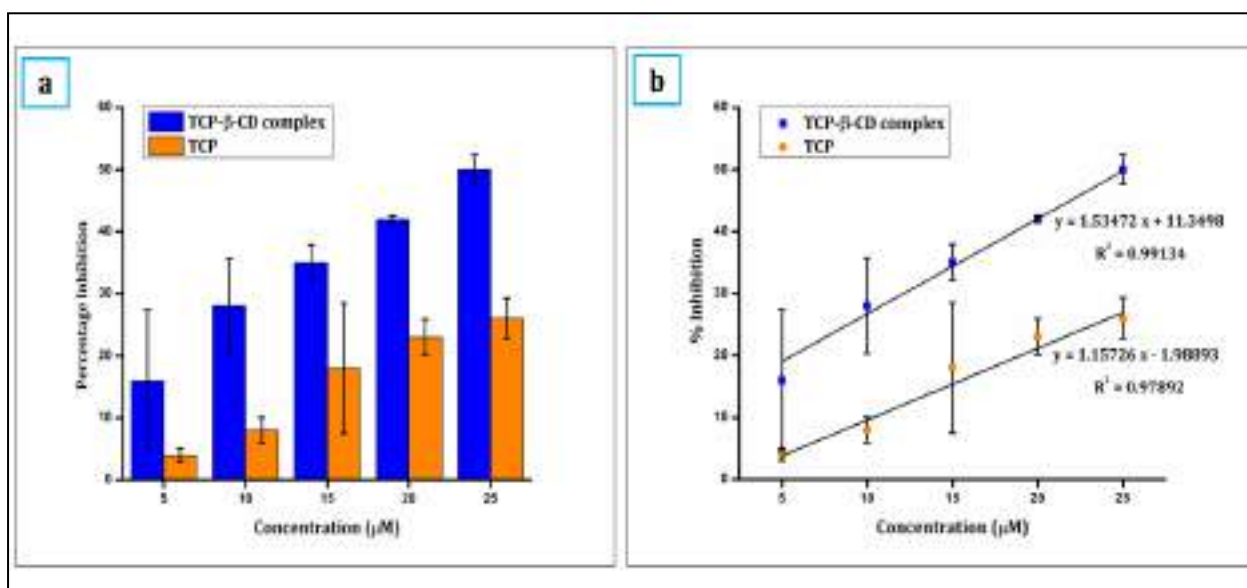 a
60
50
40
30
20
10
0
Percentage Inhibition
TCP-β-CD complex
TCP
5 10 15 20 25
Concentration (μM)
b
60
50
40
30
20
10
0
% Inhibition
TCP-β-CD complex
TCP
y = 1.53472 x + 11.3498
R² = 0.99134
y = 1.15726 x - 1.98893
R² = 0.97892
5 10 15 20 25
Concentration (μM)